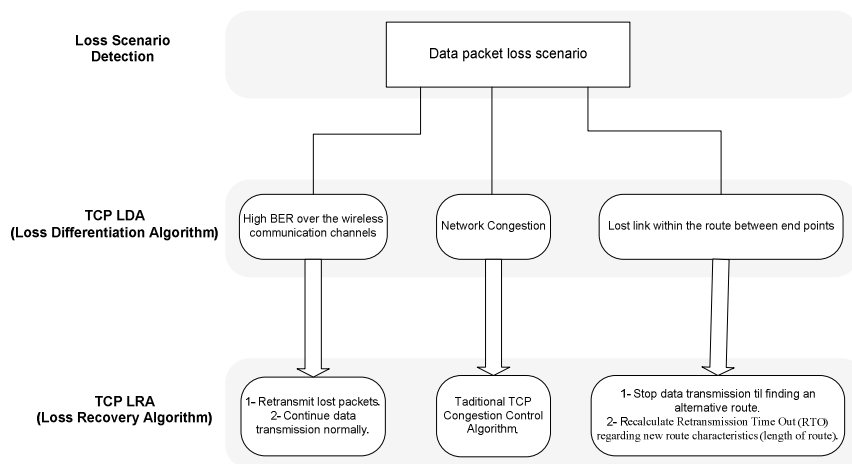 Loss Scenario
Detection
Data packet loss scenario
TCP LDA
(Loss Differentiation Algorithm)
High BER over the wireless
communication channels
Network Congestion
Lost link within the route between end points
TCP LRA
(Loss Recovery Algorithm)
1- Retransmit lost packets.
2- Continue data
transmission normally.
Taditional TCP
Congestion Control
Algorithm.
1- Stop data transmission til finding an
alternative route.
2- Recalculate Retransmission Time Out (RTO)
regarding new route characteristics (length of route).